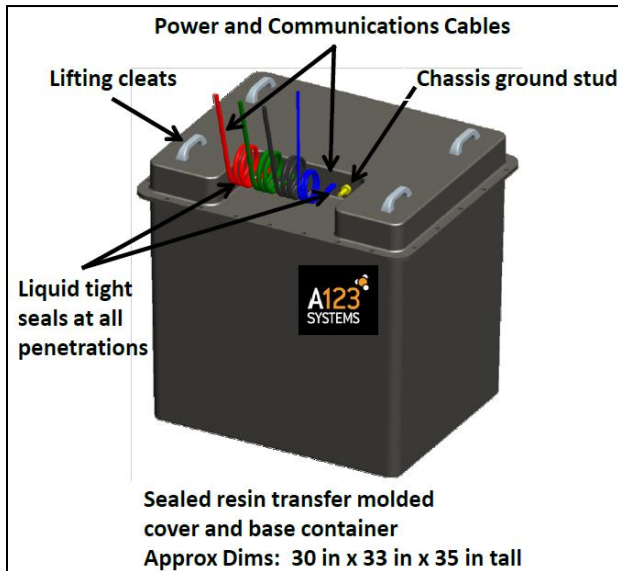 Power and Communications Cables
Lifting cleats
Chassis ground stud
Liquid tight
seals at all
penetrations
A123
SYSTEMS
Sealed resin transfer molded
cover and base container
Approx Dims:  30 in x 33 in x 35 in tall